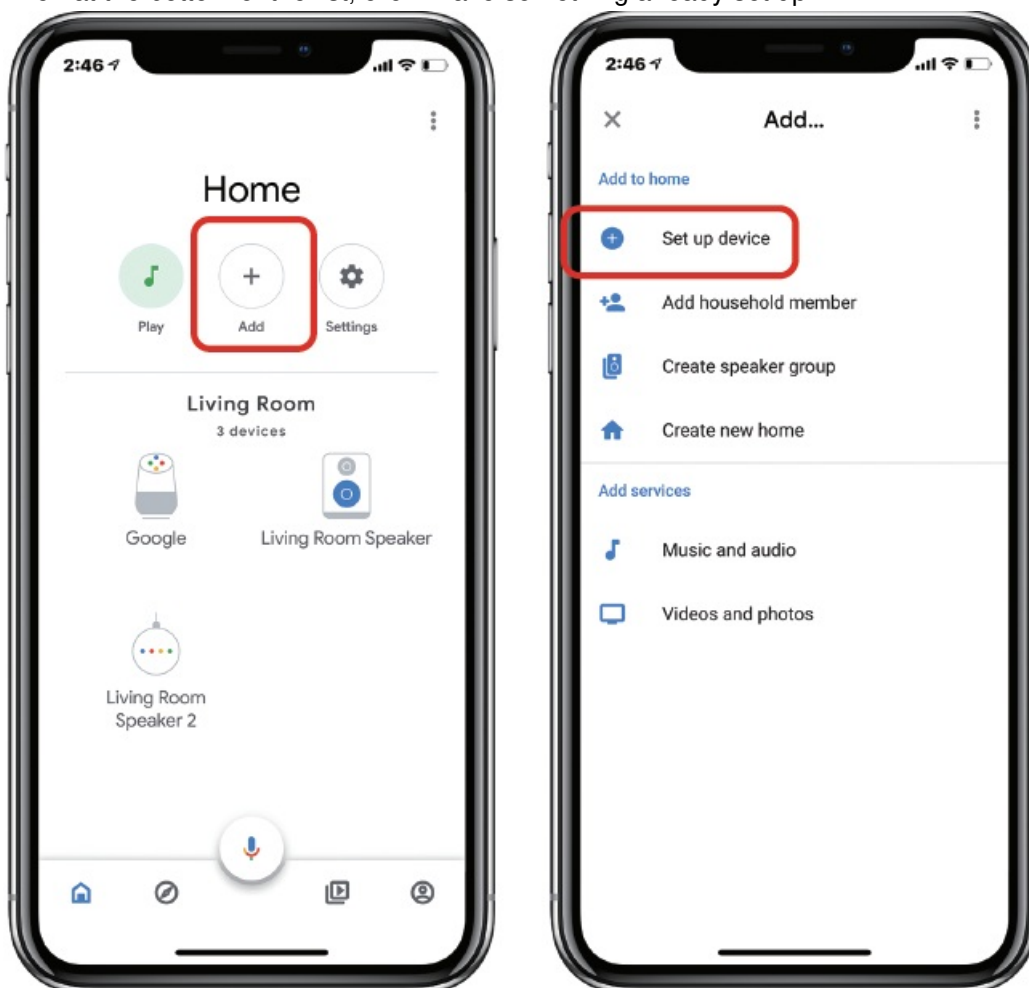 2:46
Home
Play
Add
Settings
Living Room
3 devices
Google
Living Room Speaker
Living Room
Speaker 2
2:46
Add...
Add to home
Set up device
Add household member
Create speaker group
Create new home
Add services
Music and audio
Videos and photos